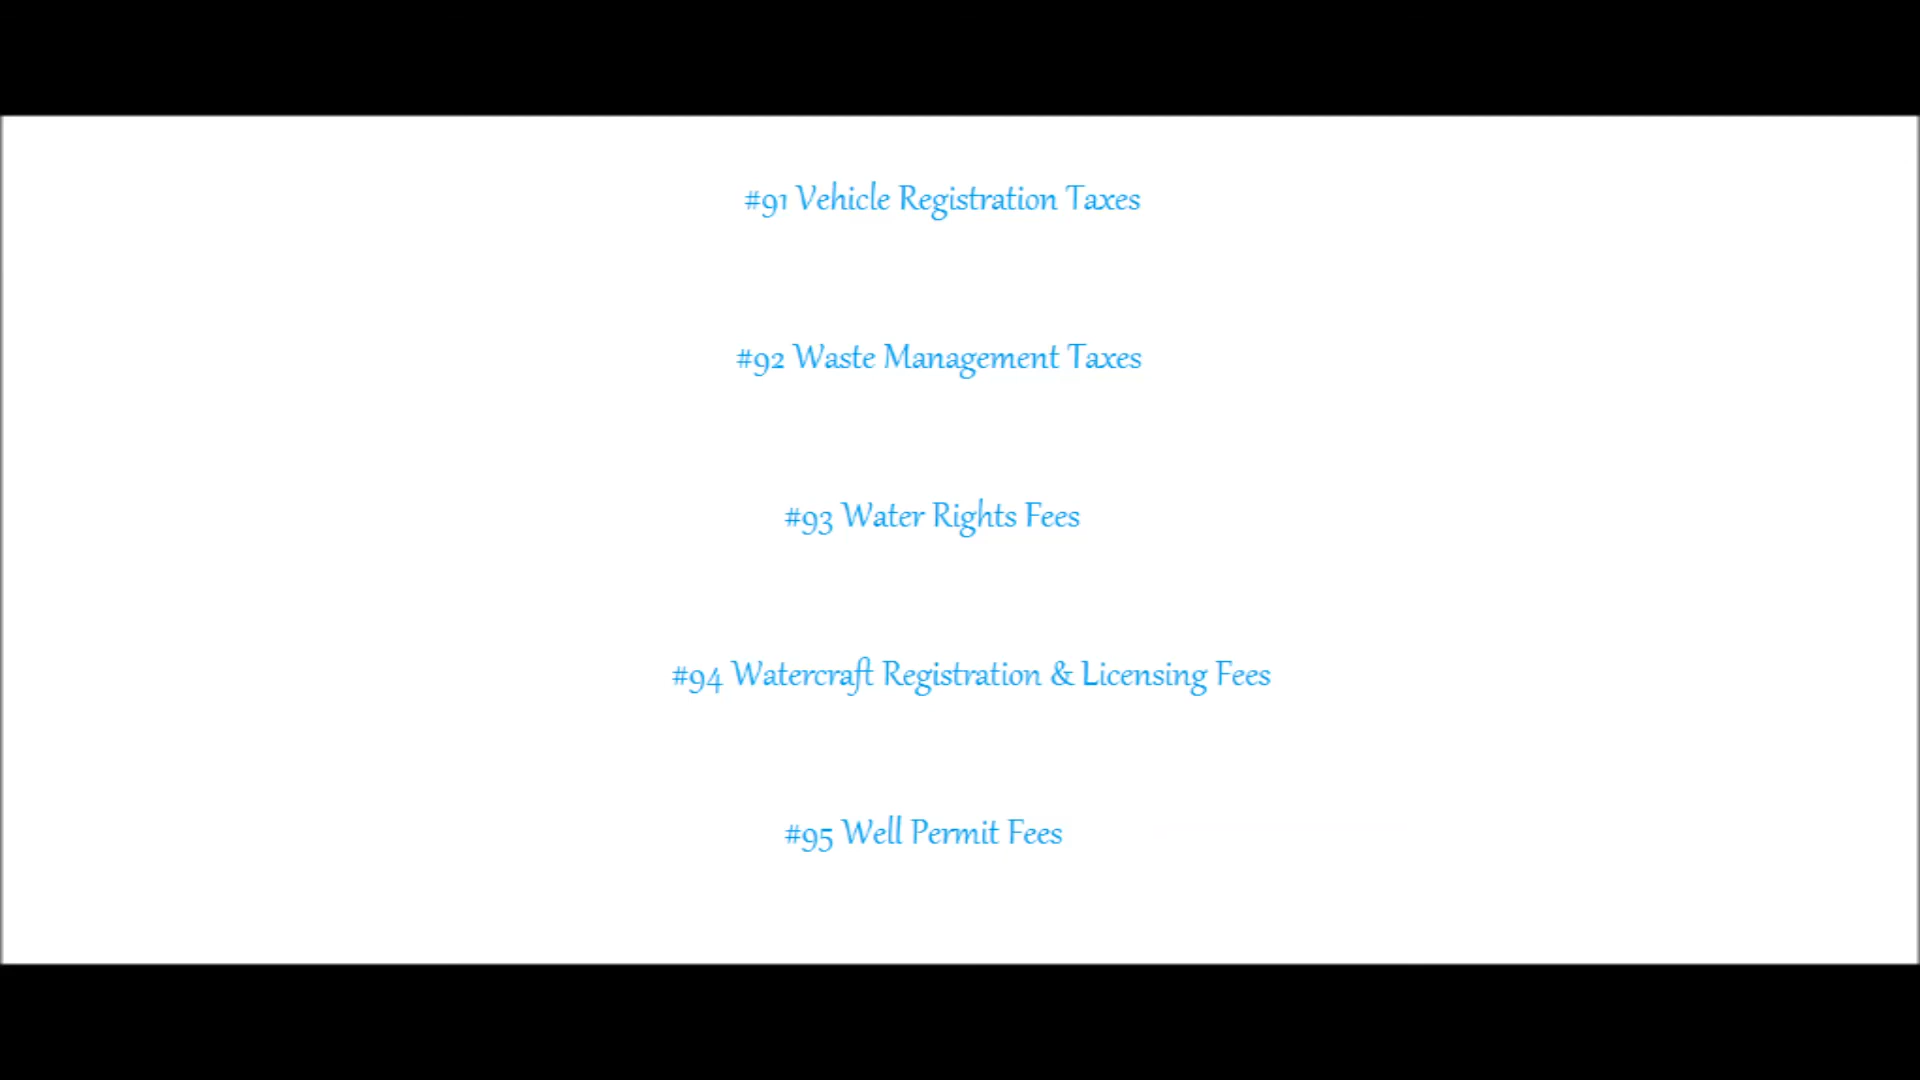 #91 Vehicle Registration Taxes
#92 Waste Management Taxes
#93 Water Rights Fees
#94 Watercraft Registration & Licensing Fees
#95 Well Permit Fees